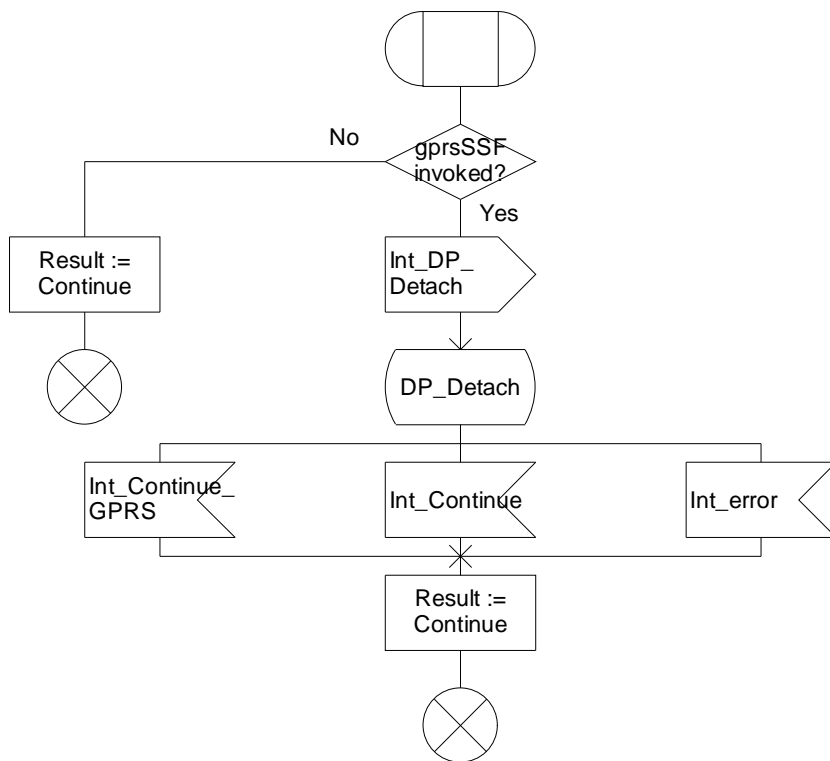 No
gprsSSF
invoked?
Yes
Result :=
Continue
Int_DP_
Detach
DP_Detach
Int_Continue_
GPRS
Int_Continue
Int_error
Result :=
Continue